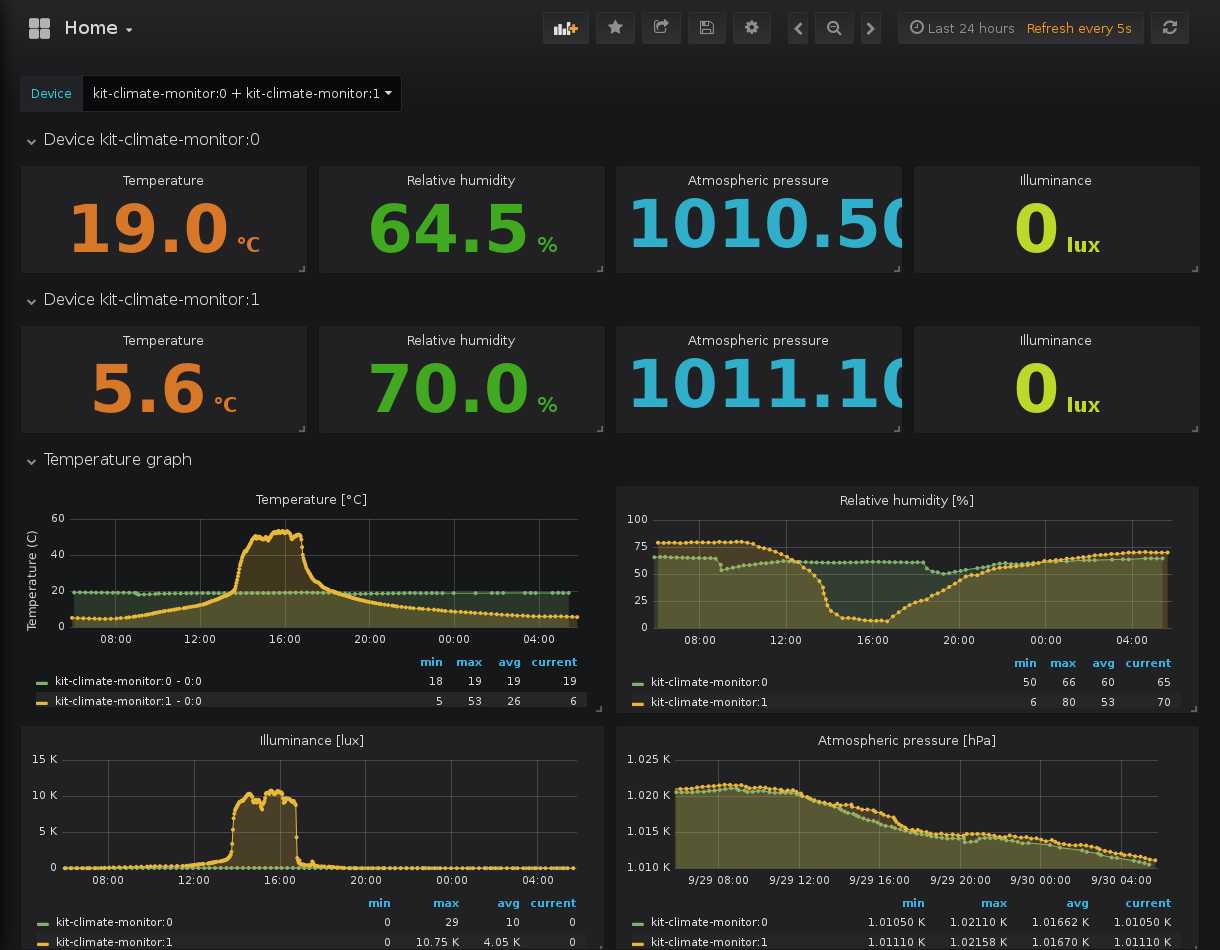 Home
Last 24 hours Refresh every 5s
Device kit-climate-monitor:0 + kit-climate-monitor:1
Device kit-climate-monitor:0
Temperature Relative humidity Atmospheric pressure Illuminance
19.0 °C 64.5 % 1010.50 0 lux
Device kit-climate-monitor:1
Temperature Relative humidity Atmospheric pressure Illuminance
5.6 °C 70.0 % 1011.10 0 lux
Temperature graph
Temperature [°C]
Temperature (C)
60
40
20
0
08:00 12:00 16:00 20:00 00:00 04:00
min max avg current
kit-climate-monitor:0 - 0:0 18 19 19 19
kit-climate-monitor:1 - 0:0 5 53 26 6
Relative humidity [%]
100
75
50
25
0
08:00 12:00 16:00 20:00 00:00 04:00
min max avg current
kit-climate-monitor:0 50 66 60 65
kit-climate-monitor:1 6 80 53 70
Illuminance [lux]
15 K
10 K
5 K
0
08:00 12:00 16:00 20:00 00:00 04:00
min max avg current
kit-climate-monitor:0 0 29 10 0
kit-climate-monitor:1 0 10.75 K 4.05 K 0
Atmospheric pressure [hPa]
1.025 K
1.020 K
1.015 K
1.010 K
9/29 08:00 9/29 12:00 9/29 16:00 9/29 20:00 9/30 00:00 9/30 04:00
min max avg current
kit-climate-monitor:0 1.01050 K 1.02110 K 1.01662 K 1.01050 K
kit-climate-monitor:1 1.01110 K 1.02158 K 1.01670 K 1.01110 K